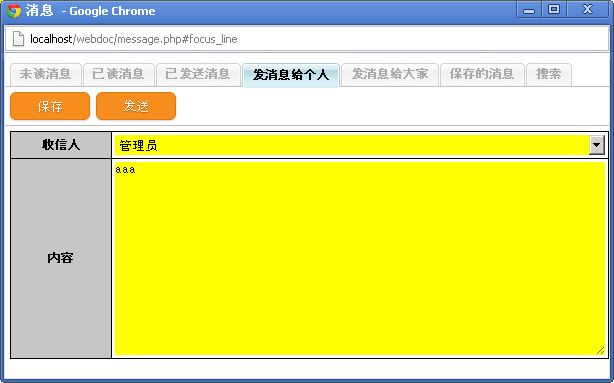 消息 - Google Chrome
localhost/webdoc/message.php#focus_line
未读消息 已读消息 已发送消息 发消息给个人 发消息给大家 保存的消息 搜索
保存 发送
收信人 管理员
aaa
内容